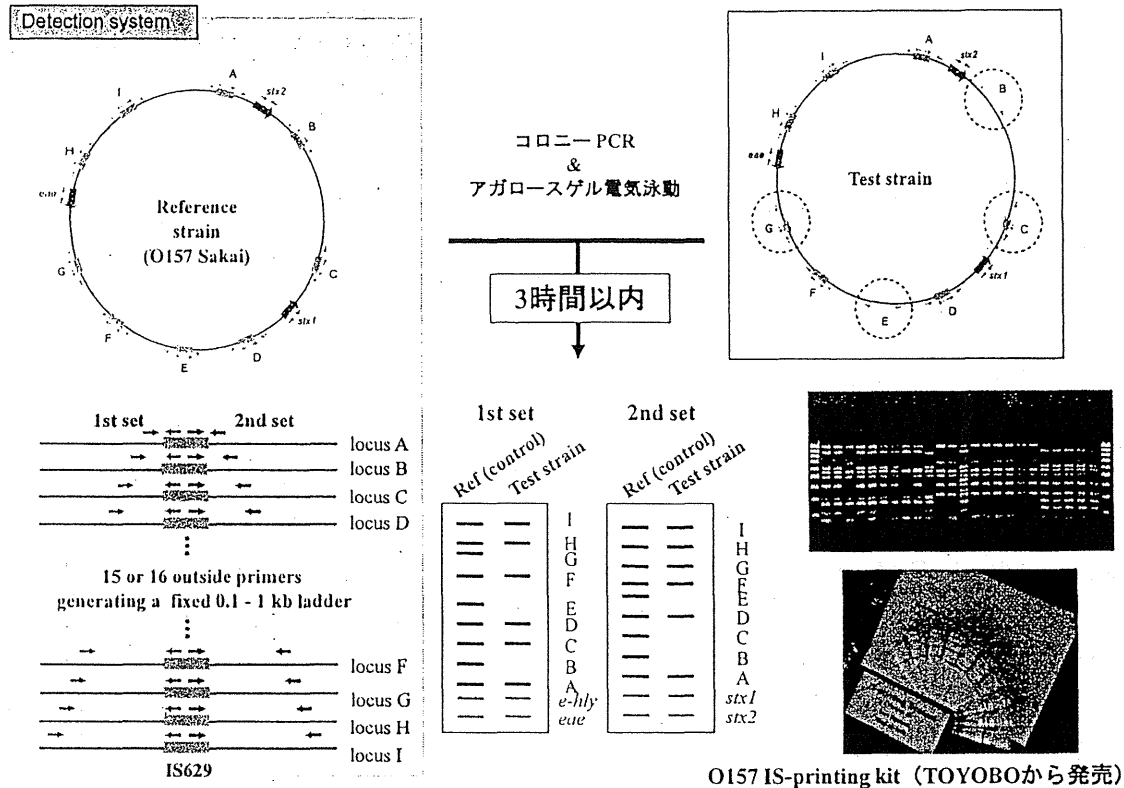 Detection system
A
stx2
B
C
stx1
D
E
F
G
eae
H
I
Reference
strain
(O157 Sakai)
コロニー PCR
&
アガロースゲル電気泳動
3時間以内
A
stx2
B
C
stx1
D
E
F
G
eae
H
I
Test strain
1st set
2nd set
locus A
locus B
locus C
locus D
15 or 16 outside primers
generating a fixed 0.1 - 1 kb ladder
locus F
locus G
locus H
locus I
IS629
1st set
Ref (control)
Test strain
I
H
G
F
E
D
C
B
A
e-hly
eae
2nd set
Ref (control)
Test strain
I
H
G
F
E
D
C
B
A
stx1
stx2
O157 IS-printing kit（TOYOBOから発売）